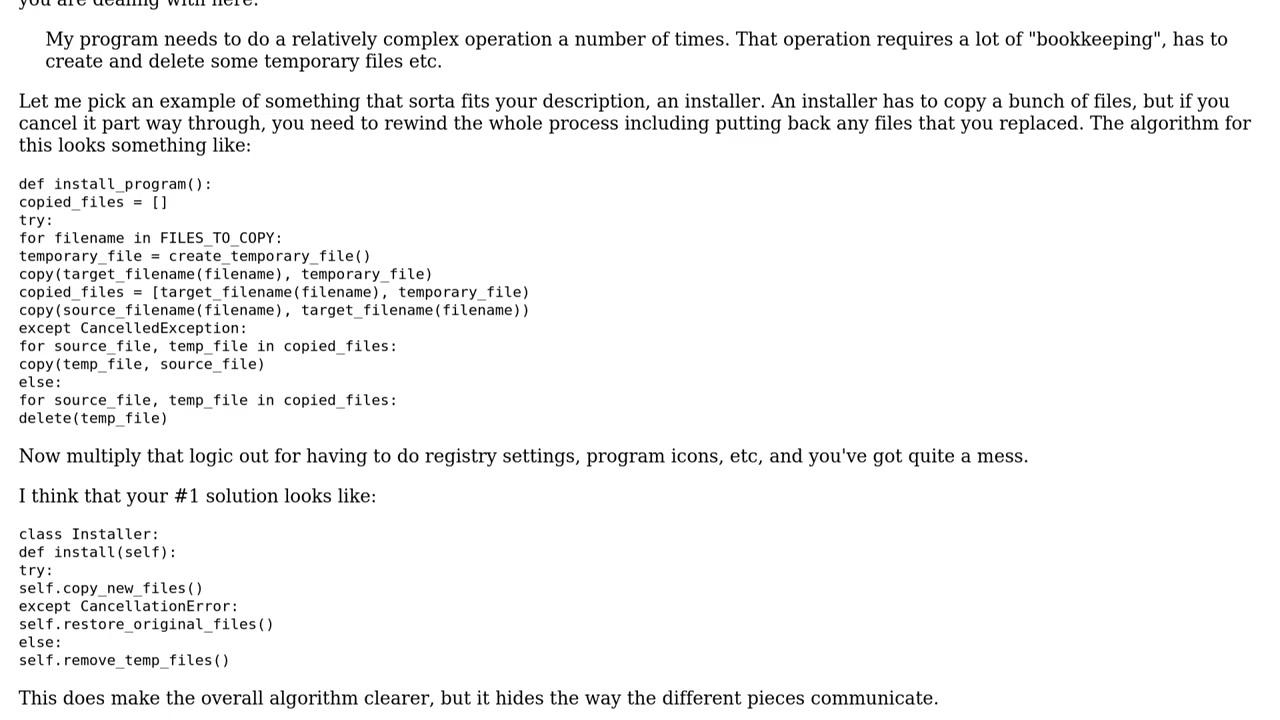 you are dealing with here:
My program needs to do a relatively complex operation a number of times. That operation requires a lot of "bookkeeping", has to
create and delete some temporary files etc.
Let me pick an example of something that sorta fits your description, an installer. An installer has to copy a bunch of files, but if you
cancel it part way through, you need to rewind the whole process including putting back any files that you replaced. The algorithm for
this looks something like:
def install_program():
copied_files = []
try:
for filename in FILES_TO_COPY:
temporary_file = create_temporary_file()
copy(target_filename(filename), temporary_file)
copied_files = [target_filename(filename), temporary_file)
copy(source_filename(filename), target_filename(filename))
except CancelledException:
for source_file, temp_file in copied_files:
copy(temp_file, source_file)
else:
for source_file, temp_file in copied_files:
delete(temp_file)
Now multiply that logic out for having to do registry settings, program icons, etc, and you've got quite a mess.
I think that your #1 solution looks like:
class Installer:
def install(self):
try:
self.copy_new_files()
except CancellationError:
self.restore_original_files()
else:
self.remove_temp_files()
This does make the overall algorithm clearer, but it hides the way the different pieces communicate.